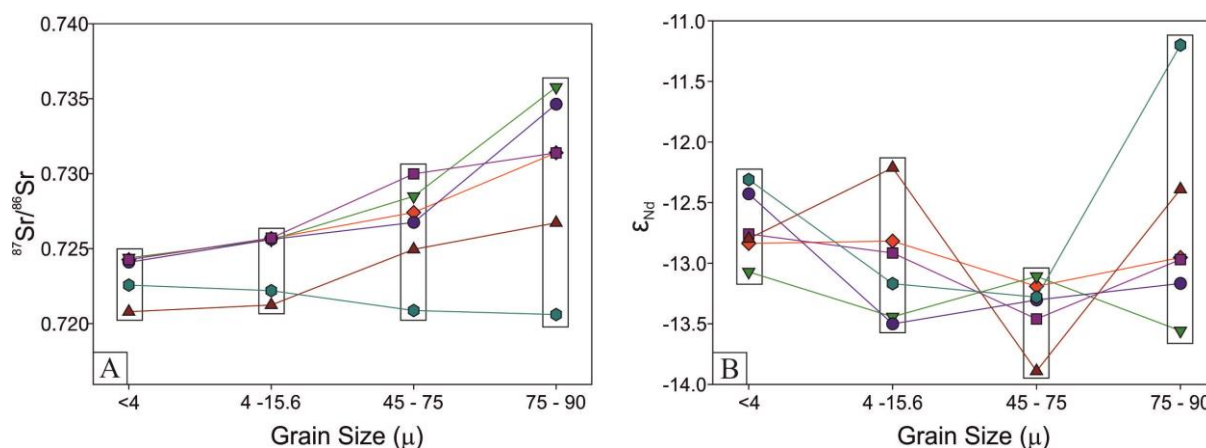 0.740
0.735
0.730
0.725
0.720
⁸⁷Sr/⁸⁶Sr
A
<4
4 -15.6
45 - 75
75 - 90
Grain Size (μ)
-11.0
-11.5
-12.0
-12.5
-13.0
-13.5
-14.0
εNd
B
<4
4 -15.6
45 - 75
75 - 90
Grain Size (μ)